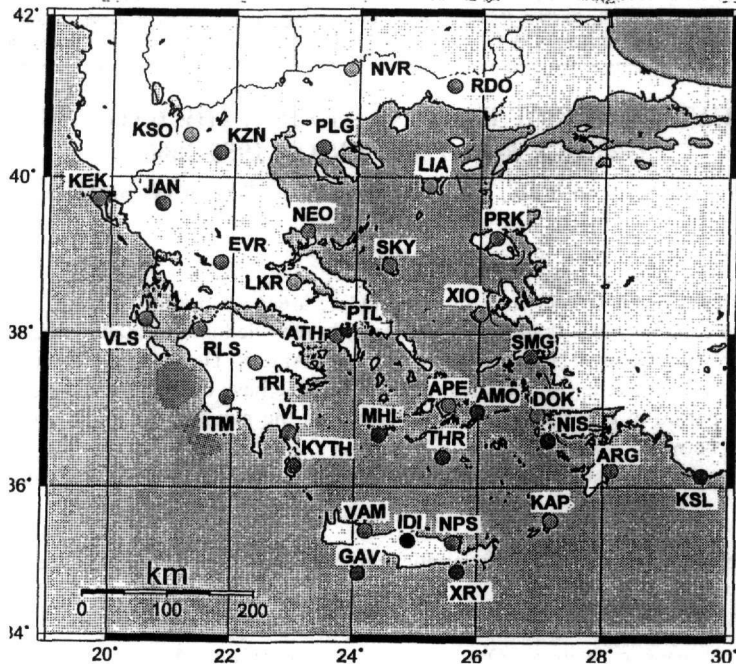 42°
NVR
RDO
KSO
KZN
PLG
40°
KEK
JAN
LIA
NEO
PRK
EVR
SKY
LKR
XIO
38°
PTL
VLS
RLS
ATH
SMG
TRI
APE
AMO
DOK
ITM
VLI
MHL
NIS
KYTH
THR
ARG
36°
KSL
KAP
VAM
IDI
NPS
GAV
km
XRY
0 100 200
34°
20° 22° 24° 26° 28° 30°